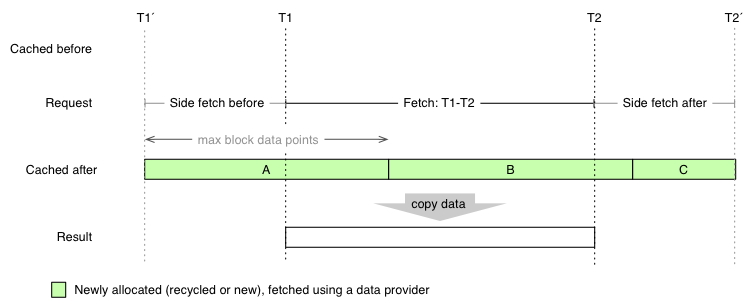 T1´ T1 T2 T2´
Cached before
Request Side fetch before Fetch: T1-T2 Side fetch after
max block data points
Cached after A B C
copy data
Result
Newly allocated (recycled or new), fetched using a data provider